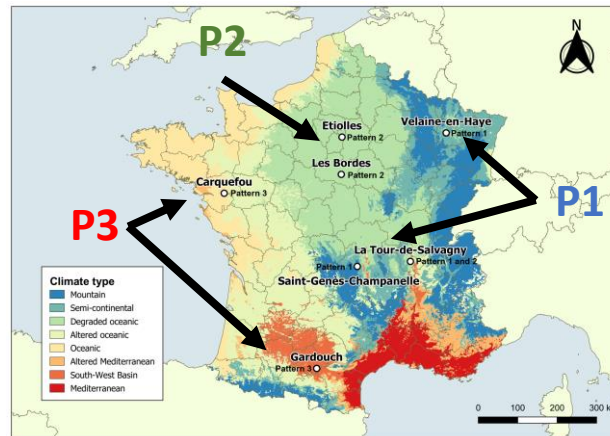 P2
N
Etiolles
Pattern 2
Velaine-en-Haye
Pattern 1
Les Bordes
Pattern 2
Carquefou
Pattern 3
P1
P3
La Tour-de-Salvagny
Pattern 1 and 2
Pattern 1
Saint-Genès-Champanelle
Climate type
Mountain
Semi-continental
Degraded oceanic
Altered oceanic
Oceanic
Altered Mediterranean
South-West Basin
Mediterranean
Gardouch
Pattern 3
0 100 200 300 k